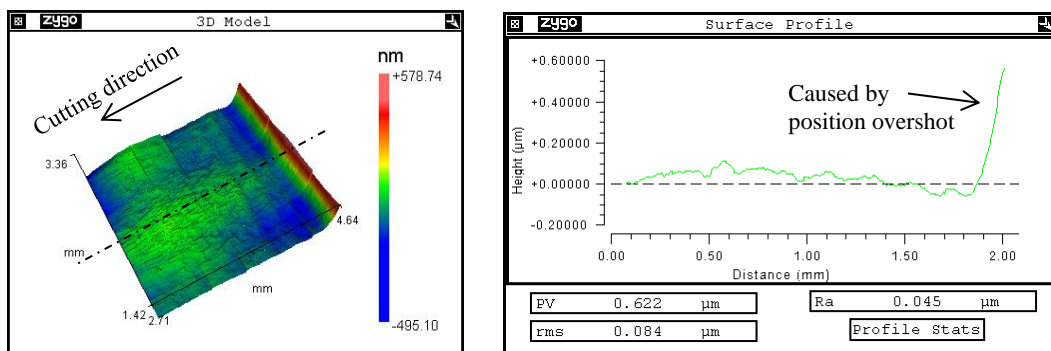 zygo 3D Model
Cutting direction
nm
+578.74
-495.10
3.36
mm
1.42
2.71
mm
4.64
zygo Surface Profile
+0.60000
+0.40000
+0.20000
+0.00000
-0.20000
Height (µm)
Caused by
position overshot
0.00 0.50 1.00 1.50 2.00
Distance (mm)
PV 0.622 µm
rms 0.084 µm
Ra 0.045 µm
Profile Stats